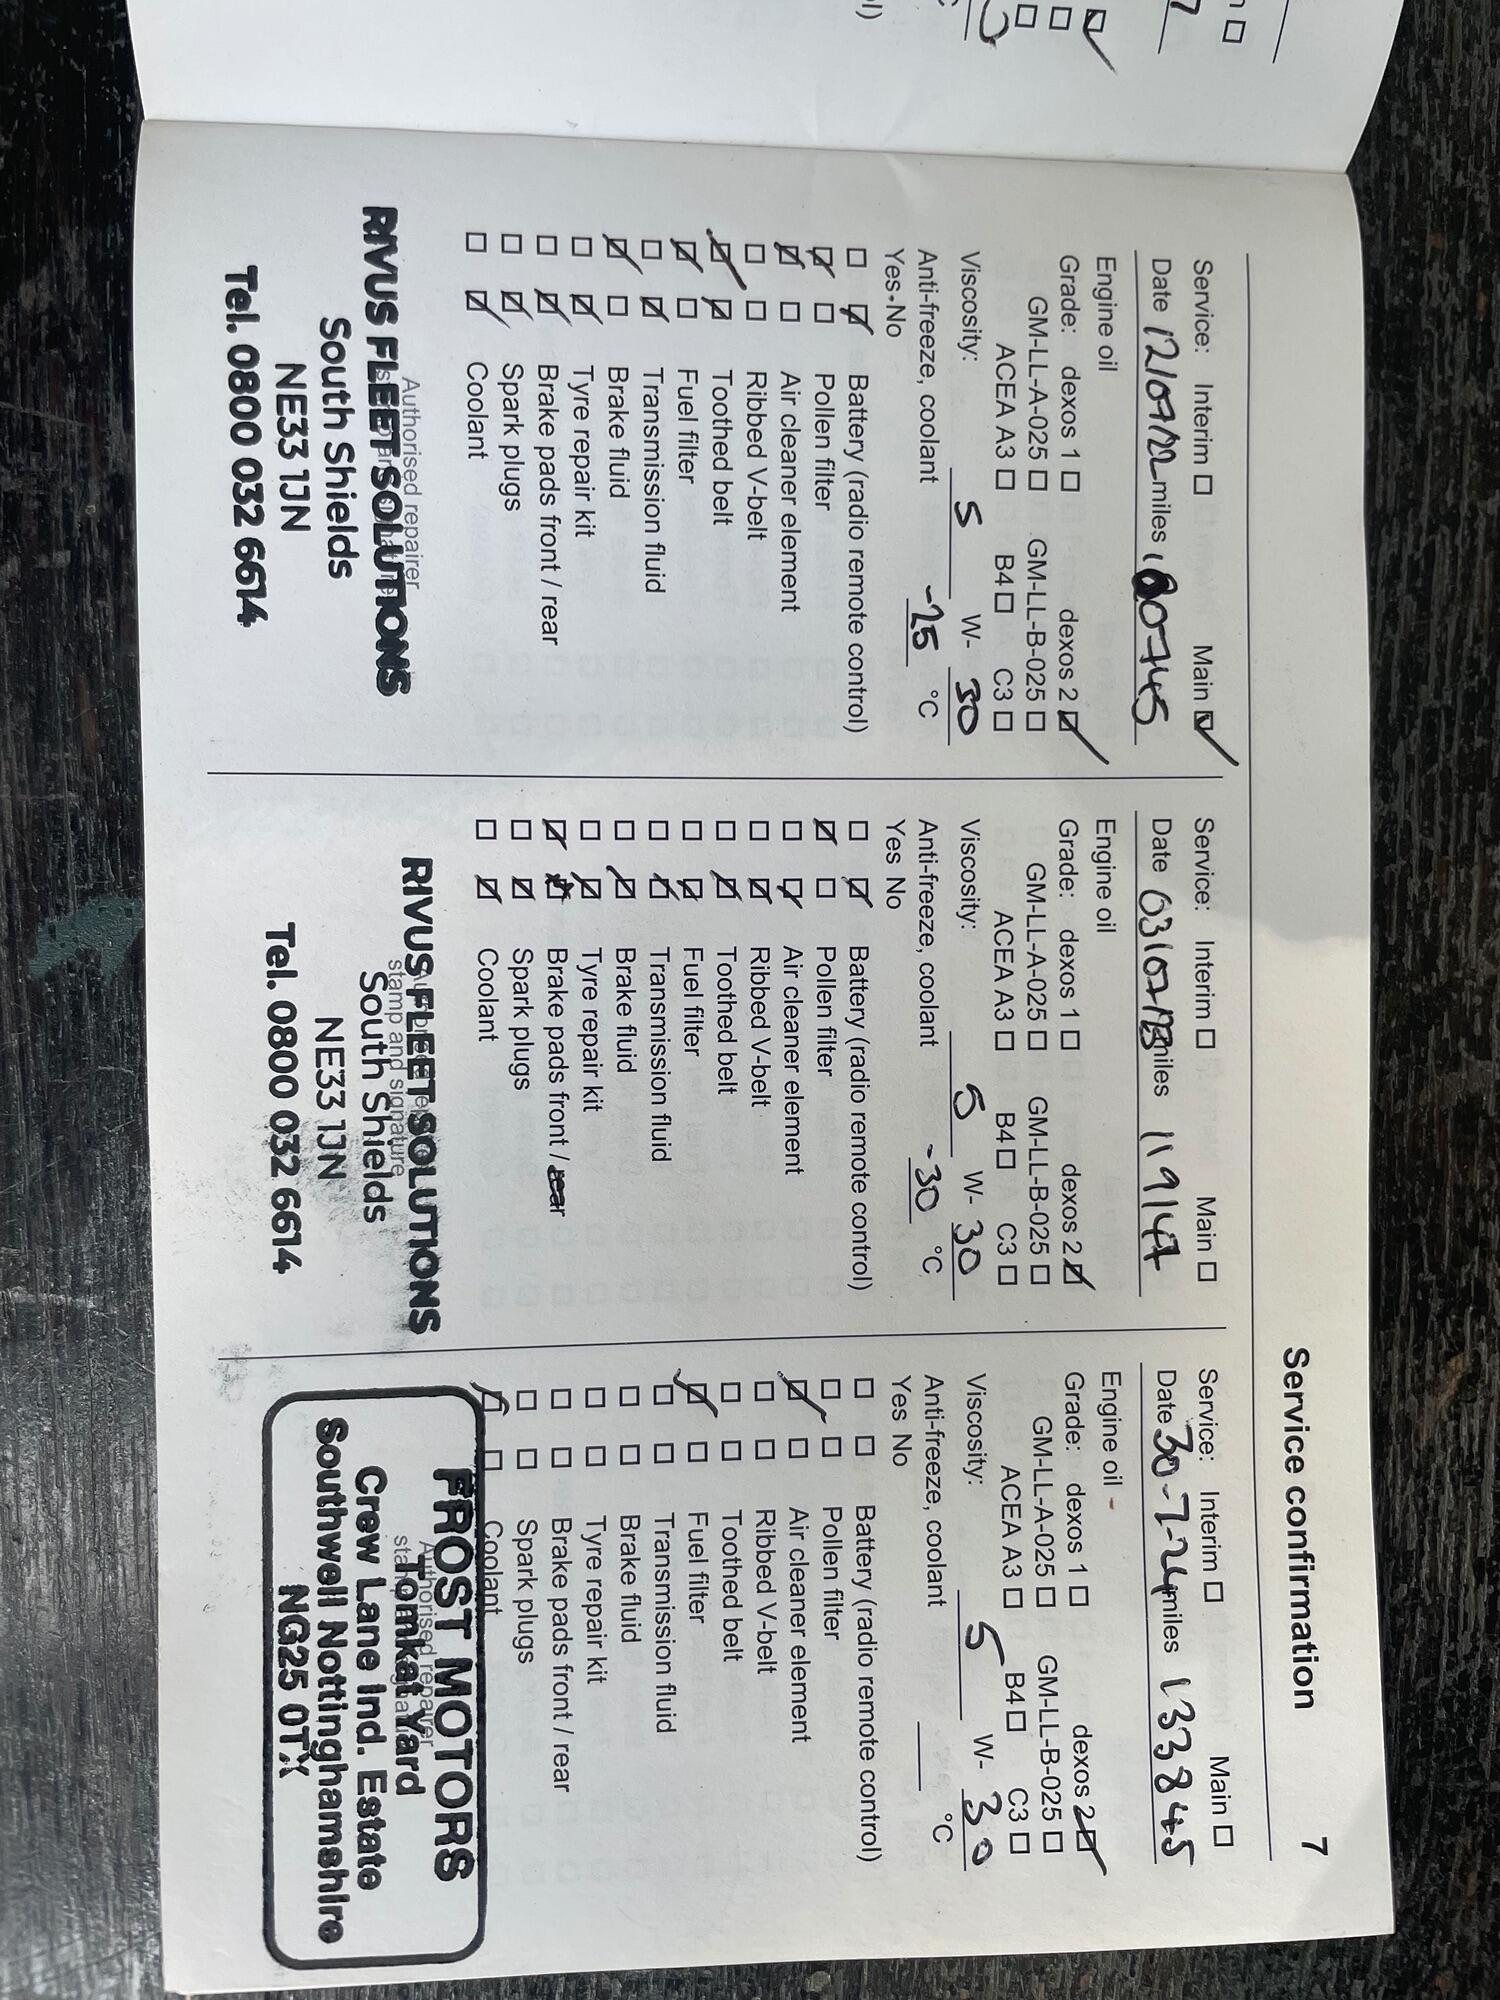 Service confirmation 7
Service: Interim Main
Date 12/07/22 miles 100745
Engine oil
Grade: dexos 1 dexos 2
GM-LL-A-025 GM-LL-B-025
ACEA A3 B4 C3
Viscosity: 5 W- 30
Anti-freeze, coolant -25 °C
Yes No
Battery (radio remote control)
Pollen filter
Air cleaner element
Ribbed V-belt
Toothed belt
Fuel filter
Transmission fluid
Brake fluid
Tyre repair kit
Brake pads front / rear
Spark plugs
Coolant
Authorised repairer
RIVUS FLEET SOLUTIONS
South Shields
NE33 1JN
Tel. 0800 032 6614
Service: Interim Main
Date 03/07/23 miles 119147
Engine oil
Grade: dexos 1 dexos 2
GM-LL-A-025 GM-LL-B-025
ACEA A3 B4 C3
Viscosity: 5 W- 30
Anti-freeze, coolant -30 °C
Yes No
Battery (radio remote control)
Pollen filter
Air cleaner element
Ribbed V-belt
Toothed belt
Fuel filter
Transmission fluid
Brake fluid
Tyre repair kit
Brake pads front / rear
Spark plugs
Coolant
RIVUS FLEET SOLUTIONS
stamp and signature
South Shields
NE33 1JN
Tel. 0800 032 6614
Service: Interim Main
Date 30-7-24 miles 133845
Engine oil
Grade: dexos 1 dexos 2
GM-LL-A-025 GM-LL-B-025
ACEA A3 B4 C3
Viscosity: 5 W- 30
Anti-freeze, coolant °C
Yes No
Battery (radio remote control)
Pollen filter
Air cleaner element
Ribbed V-belt
Toothed belt
Fuel filter
Transmission fluid
Brake fluid
Tyre repair kit
Brake pads front / rear
Spark plugs
Coolant
FROST MOTORS
Authorised repairer
Tomkat Yard
Crew Lane Ind. Estate
Southwell Nottinghamshire
NG25 0TX